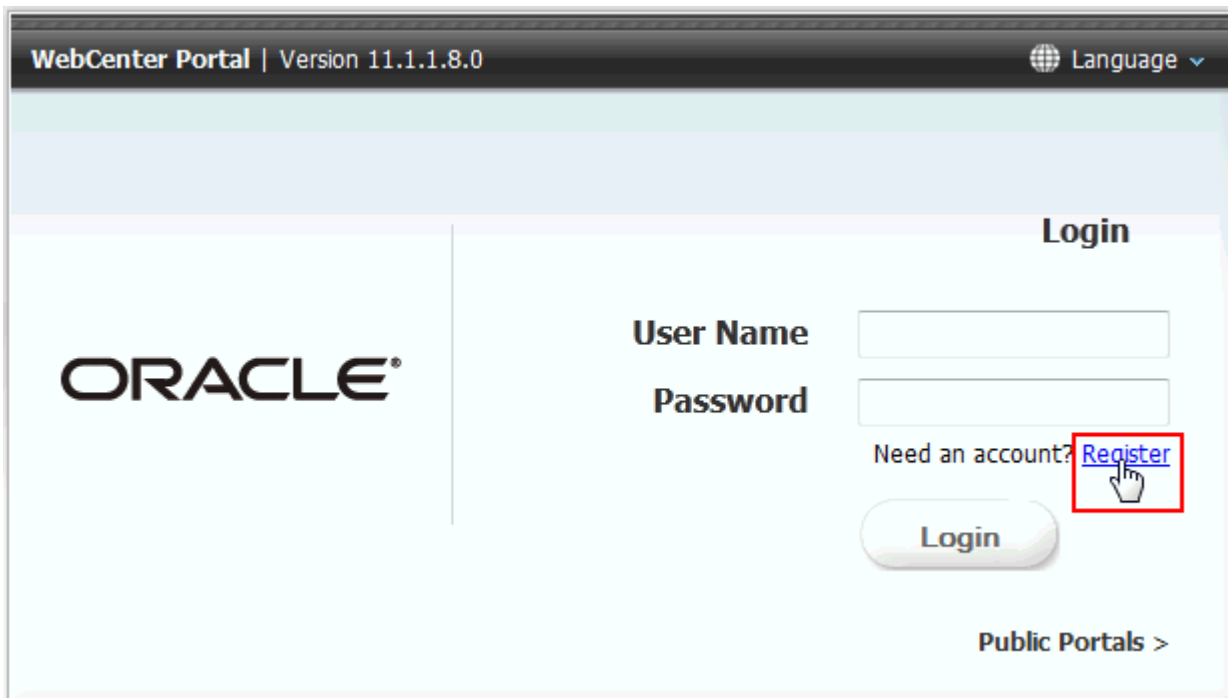 WebCenter Portal | Version 11.1.1.8.0 Language
Login
ORACLE®
User Name
Password
Need an account? Register
Login
Public Portals >